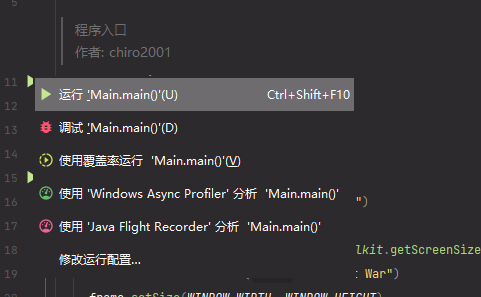 5
程序入口
作者: chiro2001
11
运行 'Main.main()'(U) Ctrl+Shift+F10
12
13
调试 'Main.main()'(D)
14
使用覆盖率运行 'Main.main()'(V)
15
16
使用 'Windows Async Profiler' 分析 'Main.main()'
")
17
使用 'Java Flight Recorder' 分析 'Main.main()'
18
lkit.getScreenSize
修改运行配置...
19
War")
20
frame.setSize(WINDOW_WIDTH, WINDOW_HEIGHT)